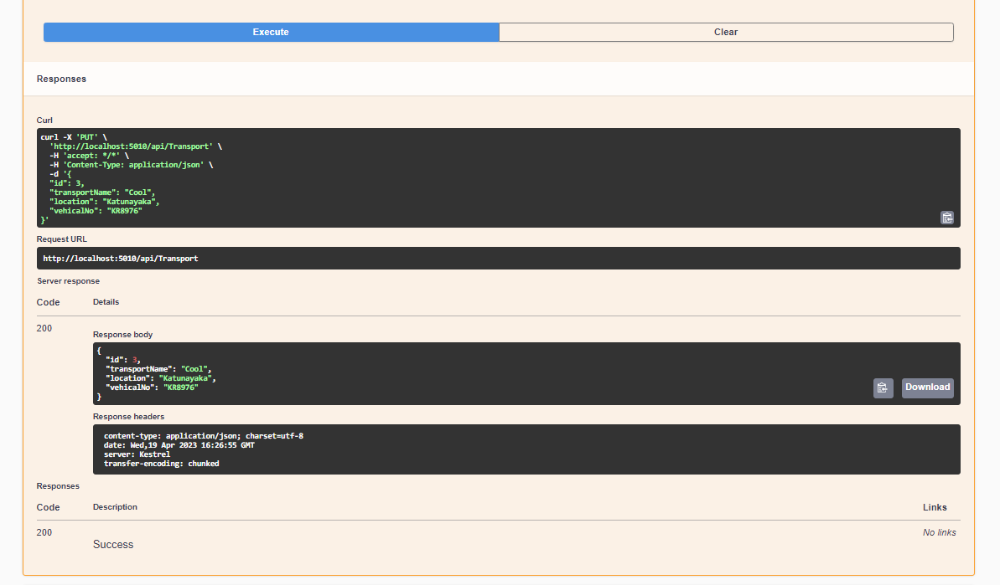 Execute
Clear
Responses
Curl
curl -X 'PUT' \
'http://localhost:5010/api/Transport' \
-H 'accept: */*' \
-H 'Content-Type: application/json' \
-d '{
"id": 3,
"transportName": "Cool",
"location": "Katunayaka",
"vehicalNo": "KR8976"
}'
Request URL
http://localhost:5010/api/Transport
Server response
Code Details
200
Response body
{
"id": 3,
"transportName": "Cool",
"location": "Katunayaka",
"vehicalNo": "KR8976"
}
Download
Response headers
content-type: application/json; charset=utf-8
date: Wed,19 Apr 2023 16:26:55 GMT
server: Kestrel
transfer-encoding: chunked
Responses
Code Description Links
200 No links
Success